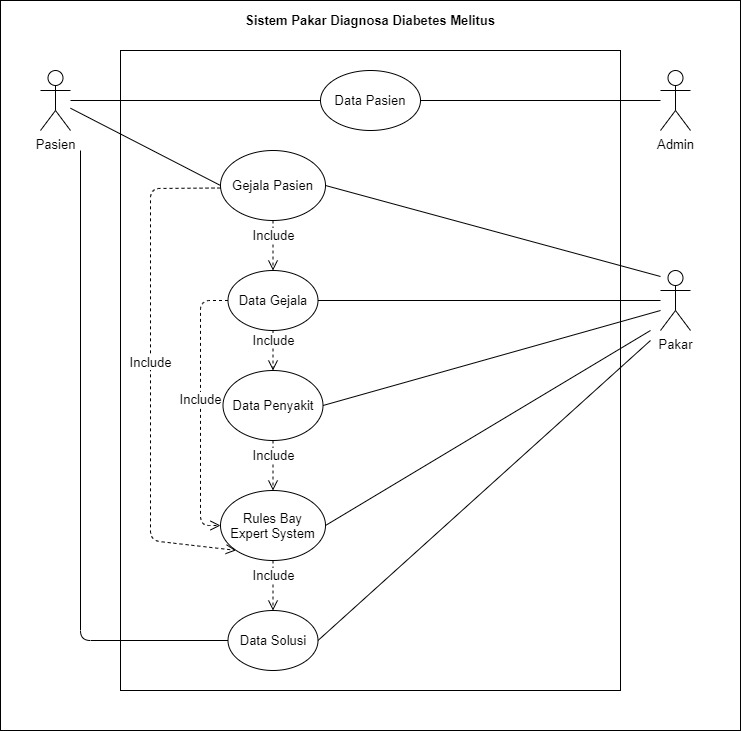 Sistem Pakar Diagnosa Diabetes Melitus
Data Pasien
Pasien
Admin
Gejala Pasien
Include
Data Gejala
Include
Pakar
Include
Include
Data Penyakit
Include
Rules Bay
Expert System
Include
Data Solusi